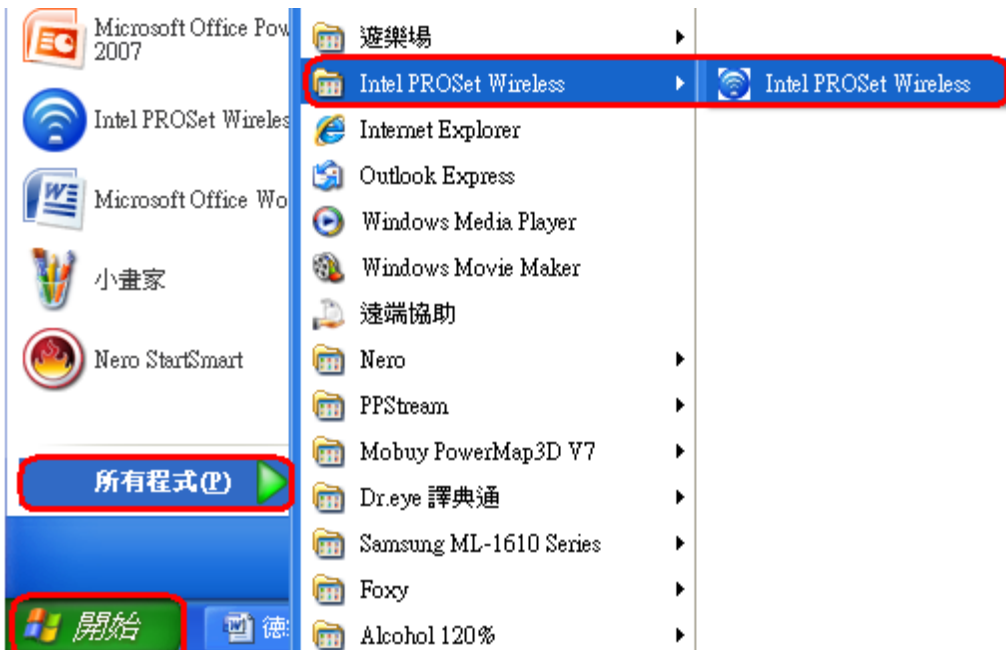 Microsoft Office Pow
2007
Intel PROSet Wireles
Microsoft Office Wo
小畫家
Nero StartSmart
所有程式(P)
開始
德
遊樂場
Intel PROSet Wireless
Internet Explorer
Outlook Express
Windows Media Player
Windows Movie Maker
遠端協助
Nero
PPStream
Mobuy PowerMap3D V7
Dr.eye 譯典通
Samsung ML-1610 Series
Foxy
Alcohol 120%
Intel PROSet Wireless